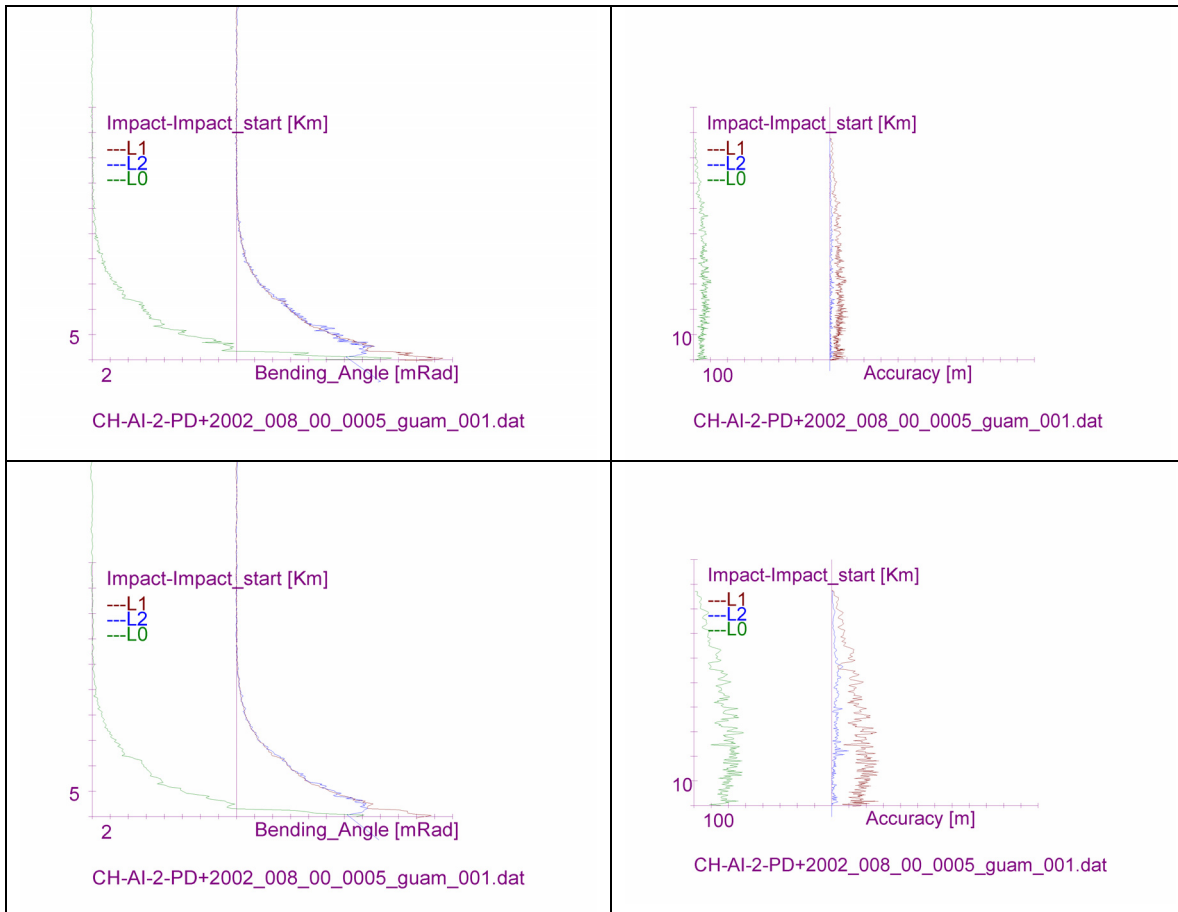 Impact-Impact_start [Km]
---L1
---L2
---L0
5
2
Bending_Angle [mRad]
CH-AI-2-PD+2002_008_00_0005_guam_001.dat
Impact-Impact_start [Km]
---L1
---L2
---L0
10
100
Accuracy [m]
CH-AI-2-PD+2002_008_00_0005_guam_001.dat
Impact-Impact_start [Km]
---L1
---L2
---L0
5
2
Bending_Angle [mRad]
CH-AI-2-PD+2002_008_00_0005_guam_001.dat
Impact-Impact_start [Km]
---L1
---L2
---L0
10
100
Accuracy [m]
CH-AI-2-PD+2002_008_00_0005_guam_001.dat